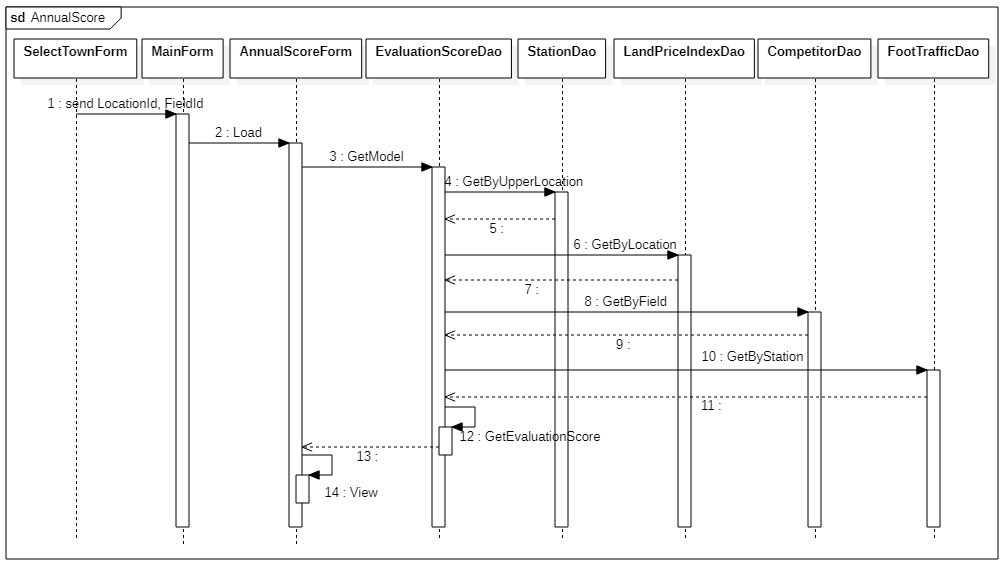 sd AnnualScore
SelectTownForm
MainForm
AnnualScoreForm
EvaluationScoreDao
StationDao
LandPriceIndexDao
CompetitorDao
FootTrafficDao
1 : send LocationId, FieldId
2 : Load
3 : GetModel
4 : GetByUpperLocation
5 :
6 : GetByLocation
7 :
8 : GetByField
9 :
10 : GetByStation
11 :
12 : GetEvaluationScore
13 :
14 : View